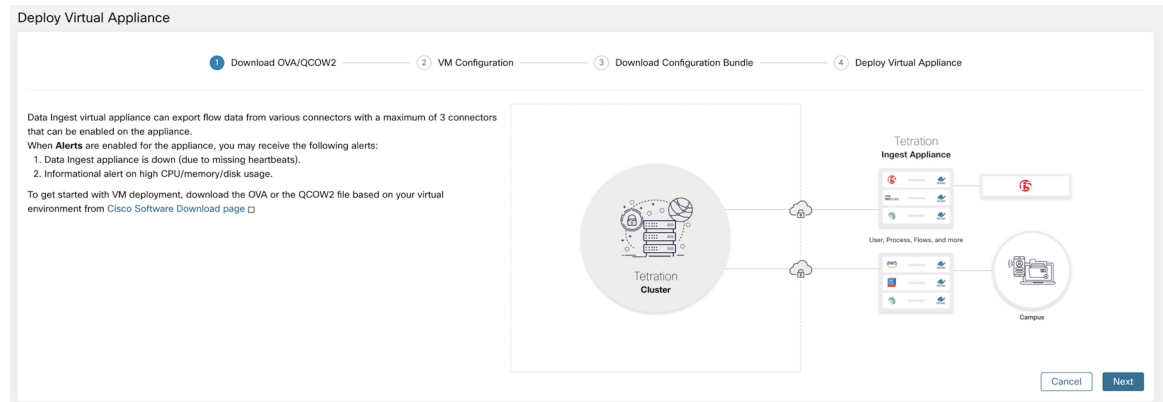 Deploy Virtual Appliance
1 Download OVA/QCOW2 2 VM Configuration 3 Download Configuration Bundle 4 Deploy Virtual Appliance
Data Ingest virtual appliance can export flow data from various connectors with a maximum of 3 connectors
that can be enabled on the appliance.
When Alerts are enabled for the appliance, you may receive the following alerts:
1. Data Ingest appliance is down (due to missing heartbeats).
2. Informational alert on high CPU/memory/disk usage.
To get started with VM deployment, download the OVA or the QCOW2 file based on your virtual
environment from Cisco Software Download page
Tetration
Cluster
Tetration
Ingest Appliance
User, Process, Flows, and more
aws
Campus
Cancel Next